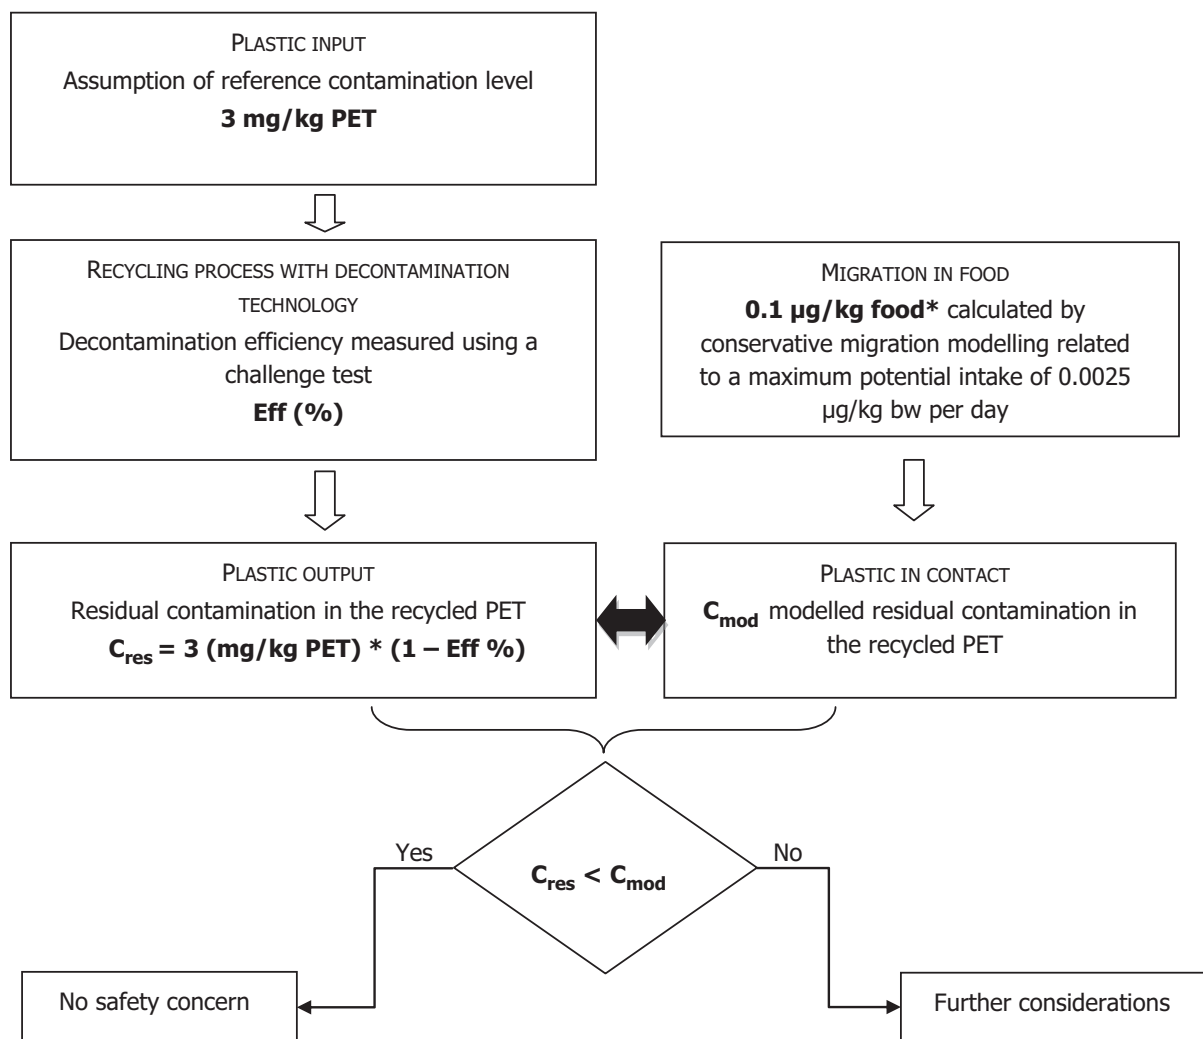 PLASTIC INPUT
Assumption of reference contamination level
3 mg/kg PET
RECYCLING PROCESS WITH DECONTAMINATION
TECHNOLOGY
Decontamination efficiency measured using a
challenge test
Eff (%)
MIGRATION IN FOOD
0.1 µg/kg food* calculated by
conservative migration modelling related
to a maximum potential intake of 0.0025
µg/kg bw per day
PLASTIC OUTPUT
Residual contamination in the recycled PET
Cres = 3 (mg/kg PET) * (1 – Eff %)
PLASTIC IN CONTACT
Cmod modelled residual contamination in
the recycled PET
Yes
No
Cres < Cmod
No safety concern
Further considerations